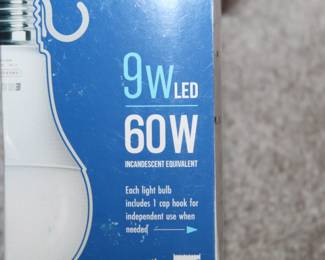 9W LED
60W
INCANDESCENT EQUIVALENT
Each light bulb
includes 1 cap hook for
independent use when
needed